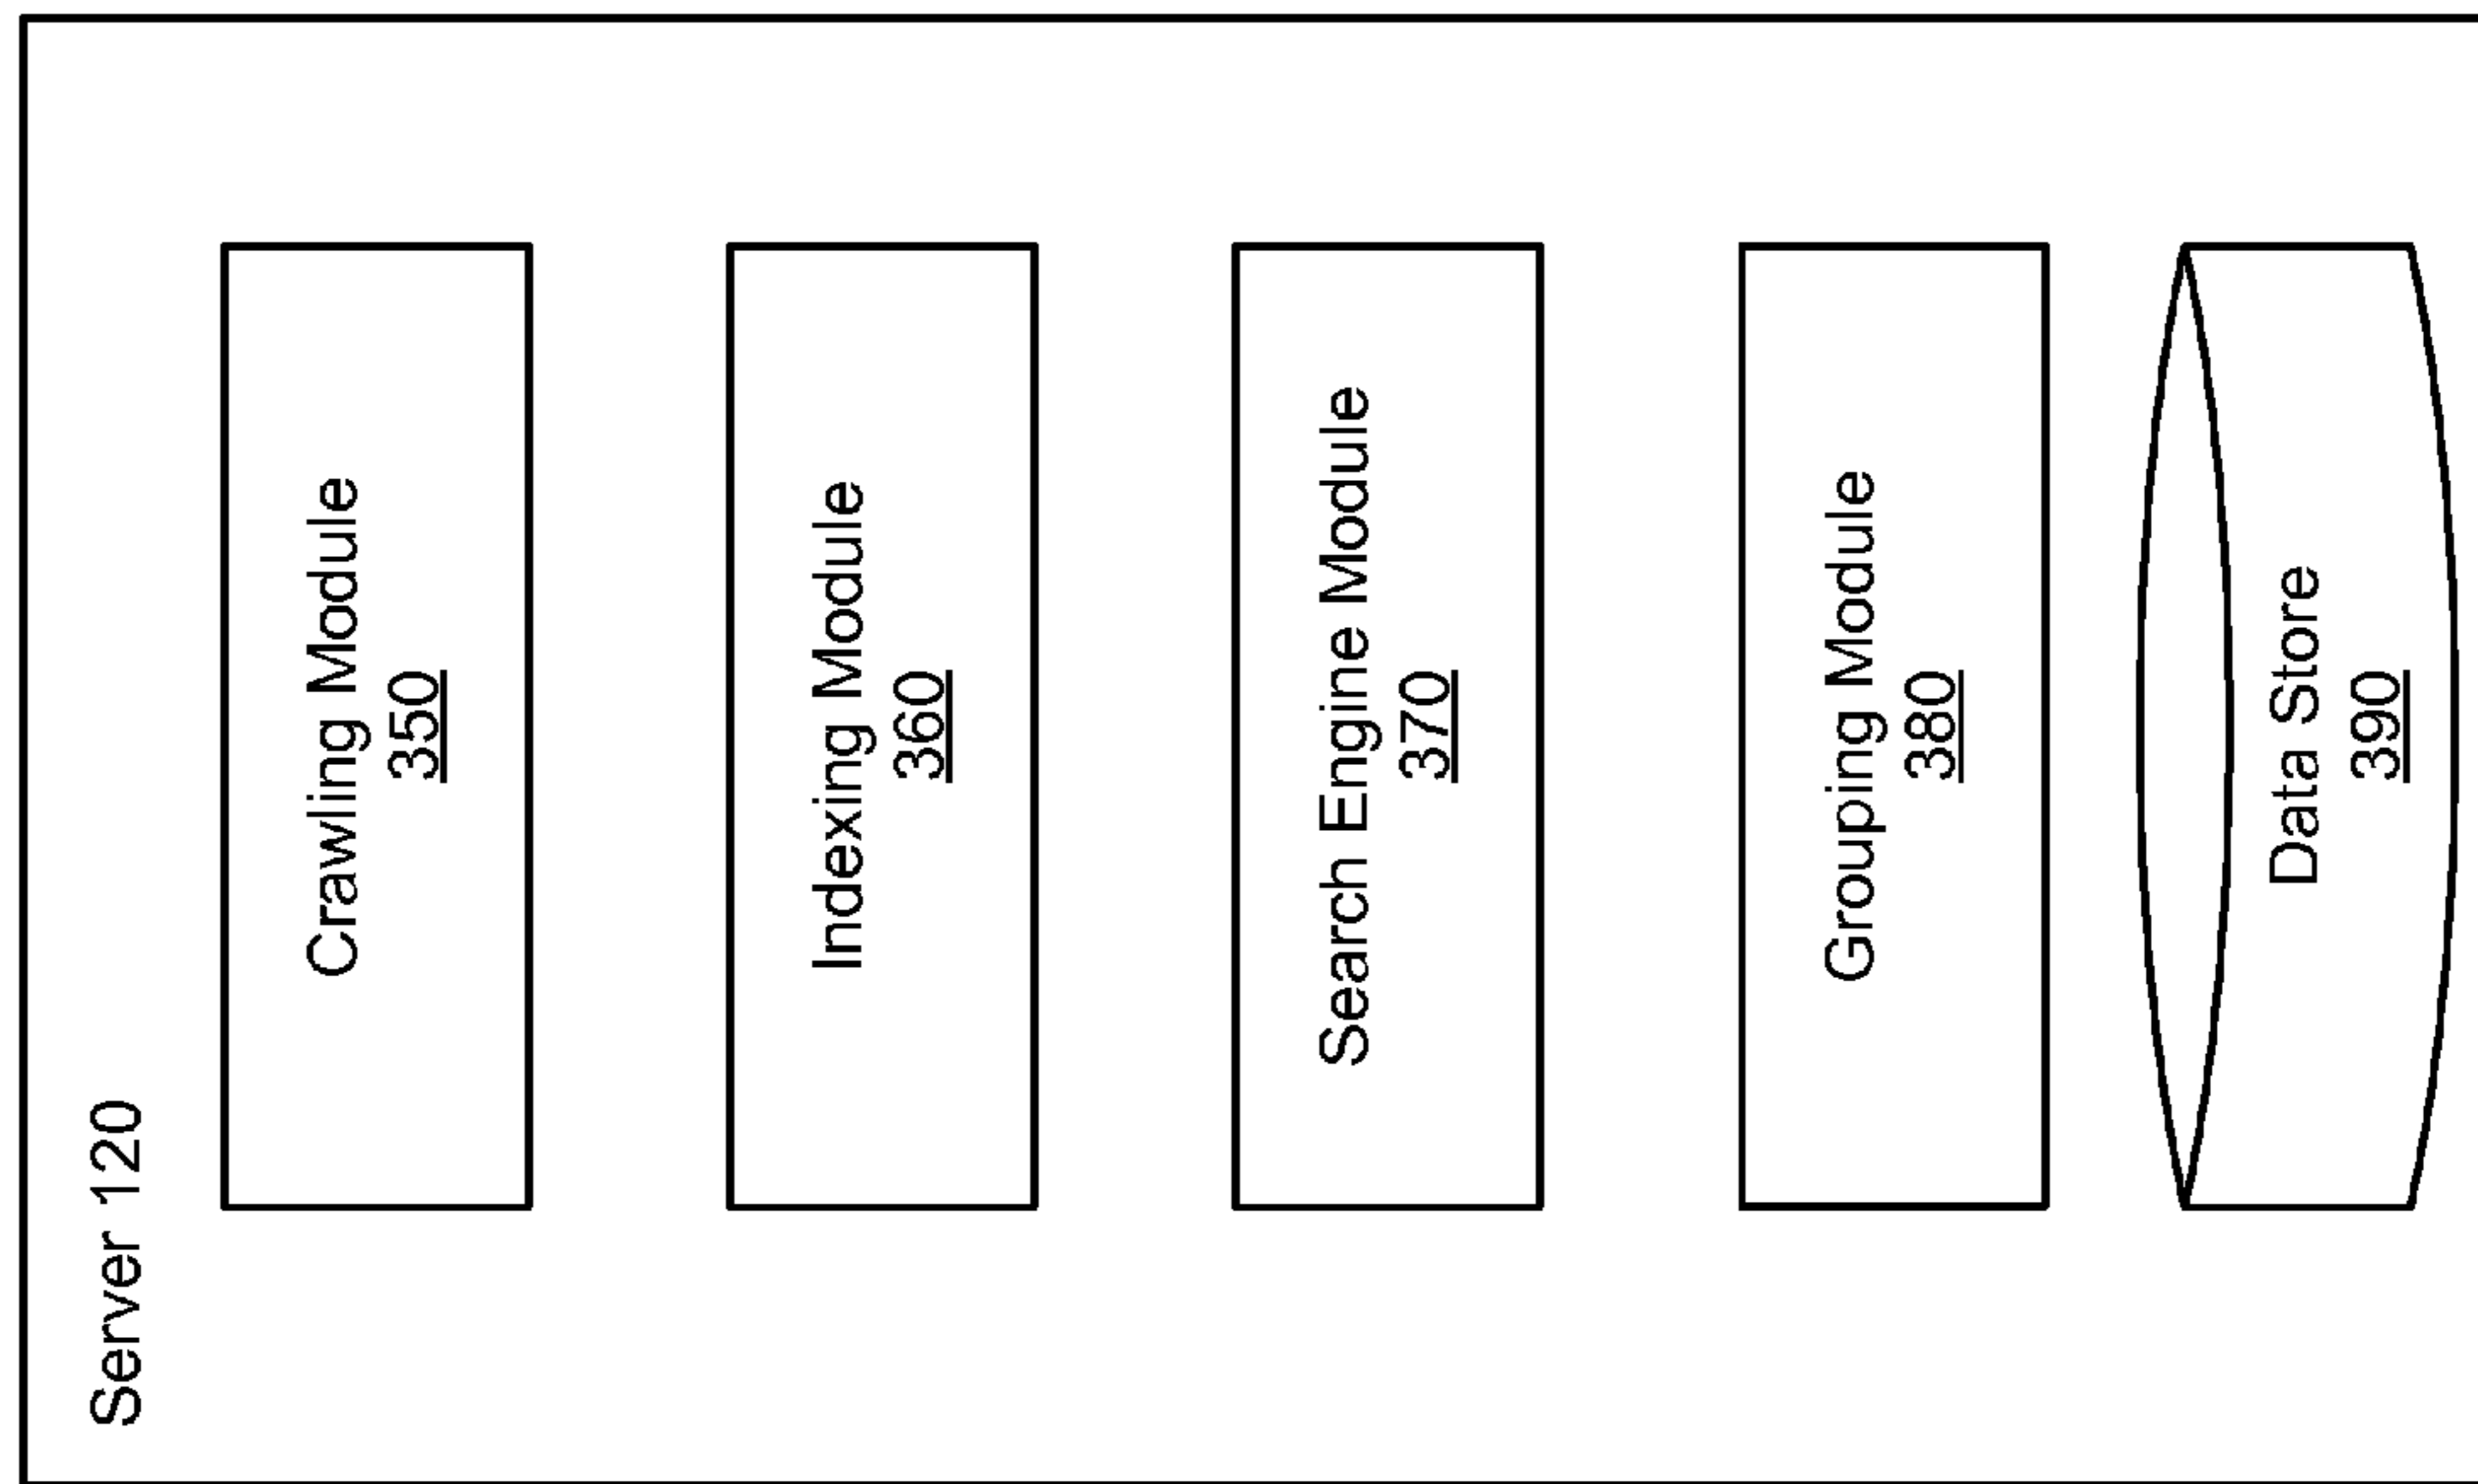 Server 120
Crawling Module
350
Indexing Module
360
Search Engine Module
370
Grouping Module
380
Data Store
390